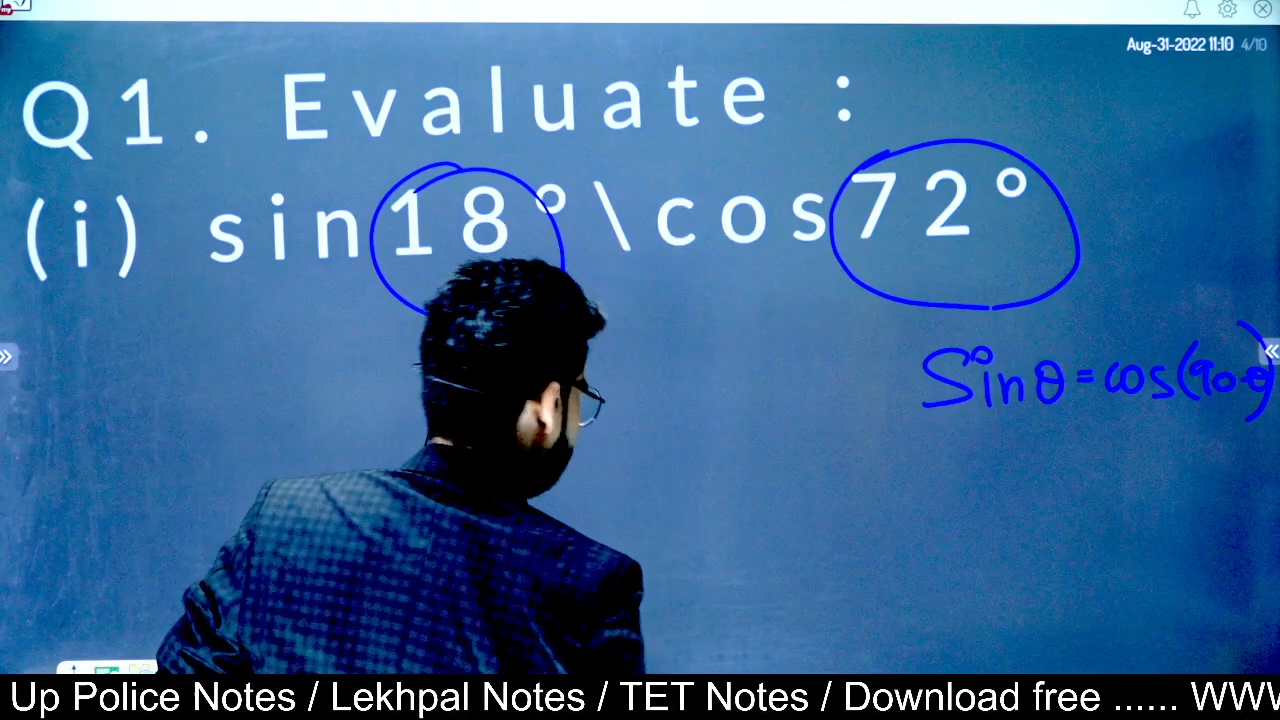 Aug-31-2022 11:10 4/10
Q1. Evaluate :
(i) sin18°\cos72°
Sinθ=cos(90-θ)
Up Police Notes / Lekhpal Notes / TET Notes / Download free ...... WWW